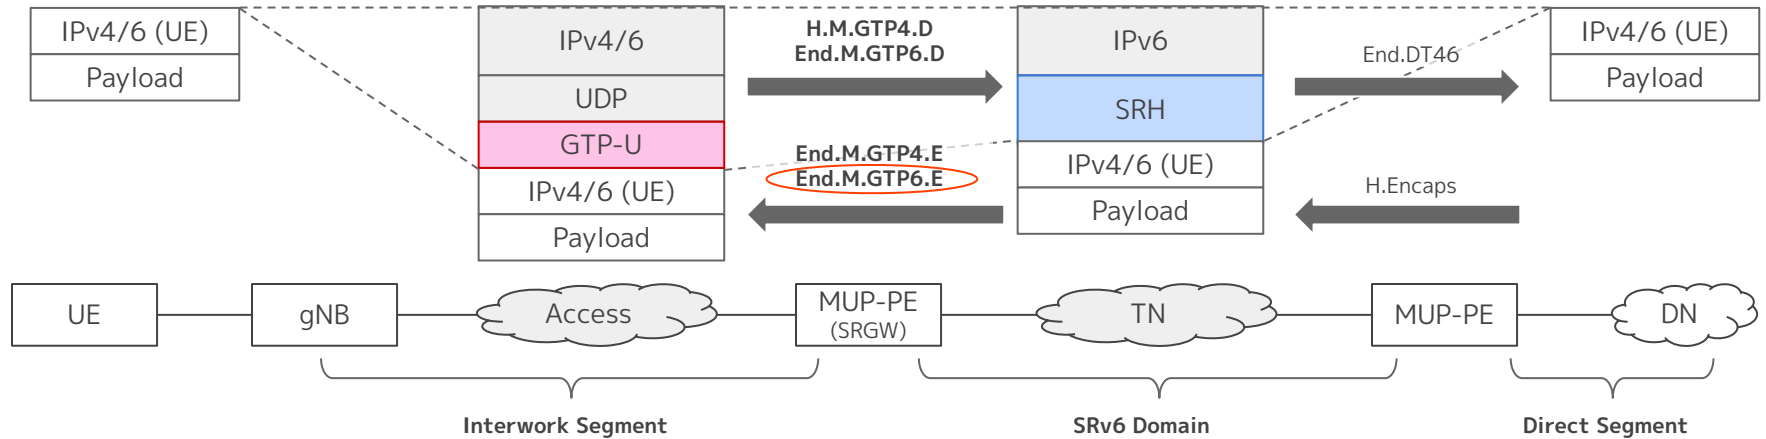 IPv4/6 (UE)
Payload
IPv4/6
UDP
GTP-U
IPv4/6 (UE)
Payload
H.M.GTP4.D
End.M.GTP6.D
End.M.GTP4.E
End.M.GTP6.E
IPv6
SRH
IPv4/6 (UE)
Payload
End.DT46
H.Encaps
IPv4/6 (UE)
Payload
UE
gNB
Access
MUP-PE
(SRGW)
TN
MUP-PE
DN
Interwork Segment
SRv6 Domain
Direct Segment